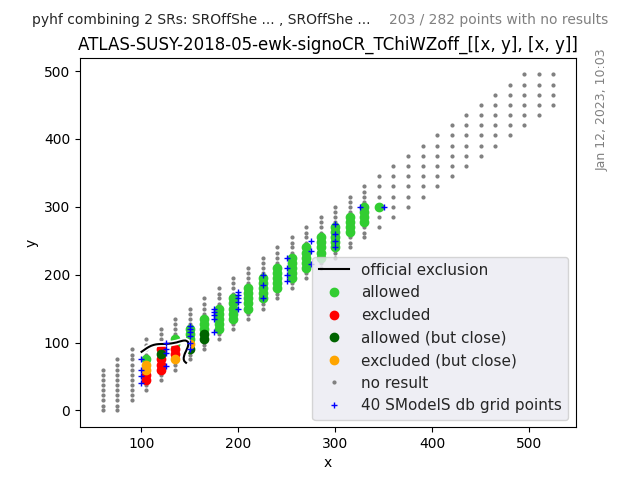 pyhf combining 2 SRs: SROffShe ... , SROffShe ... 203 / 282 points with no results
ATLAS-SUSY-2018-05-ewk-signoCR_TChiWZoff_[[x, y], [x, y]]
Jan 12, 2023, 10:03
500
400
300
200
100
0
y
official exclusion
allowed
excluded
allowed (but close)
excluded (but close)
no result
40 SModelS db grid points
100 200 300 400 500
x